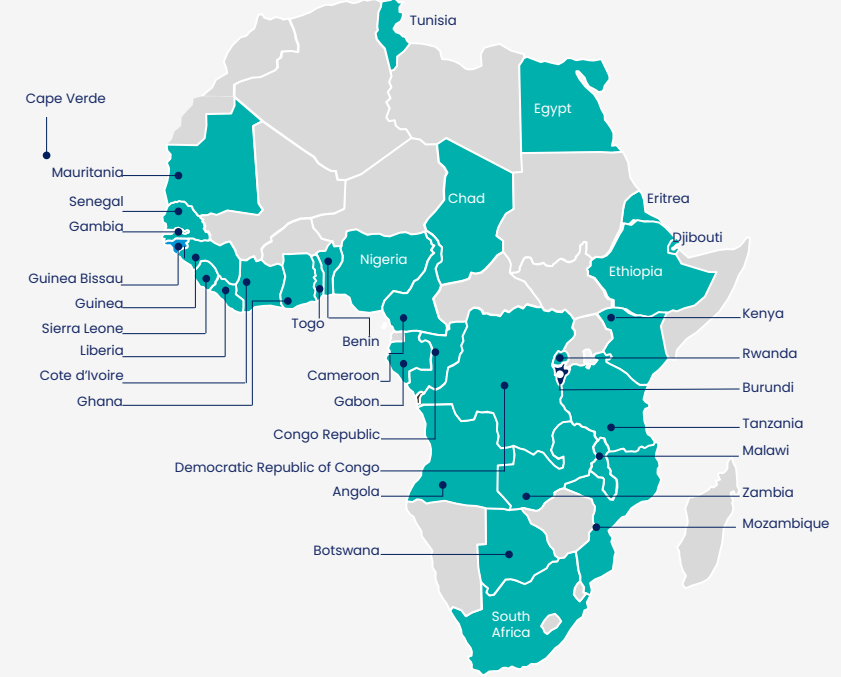 Tunisia
Cape Verde
Egypt
Mauritania
Senegal
Gambia
Chad
Eritrea
Djibouti
Nigeria
Ethiopia
Guinea Bissau
Guinea
Sierra Leone
Liberia
Cote d'Ivoire
Ghana
Togo
Benin
Cameroon
Gabon
Congo Republic
Democratic Republic of Congo
Angola
Botswana
Kenya
Rwanda
Burundi
Tanzania
Malawi
Zambia
Mozambique
South
Africa